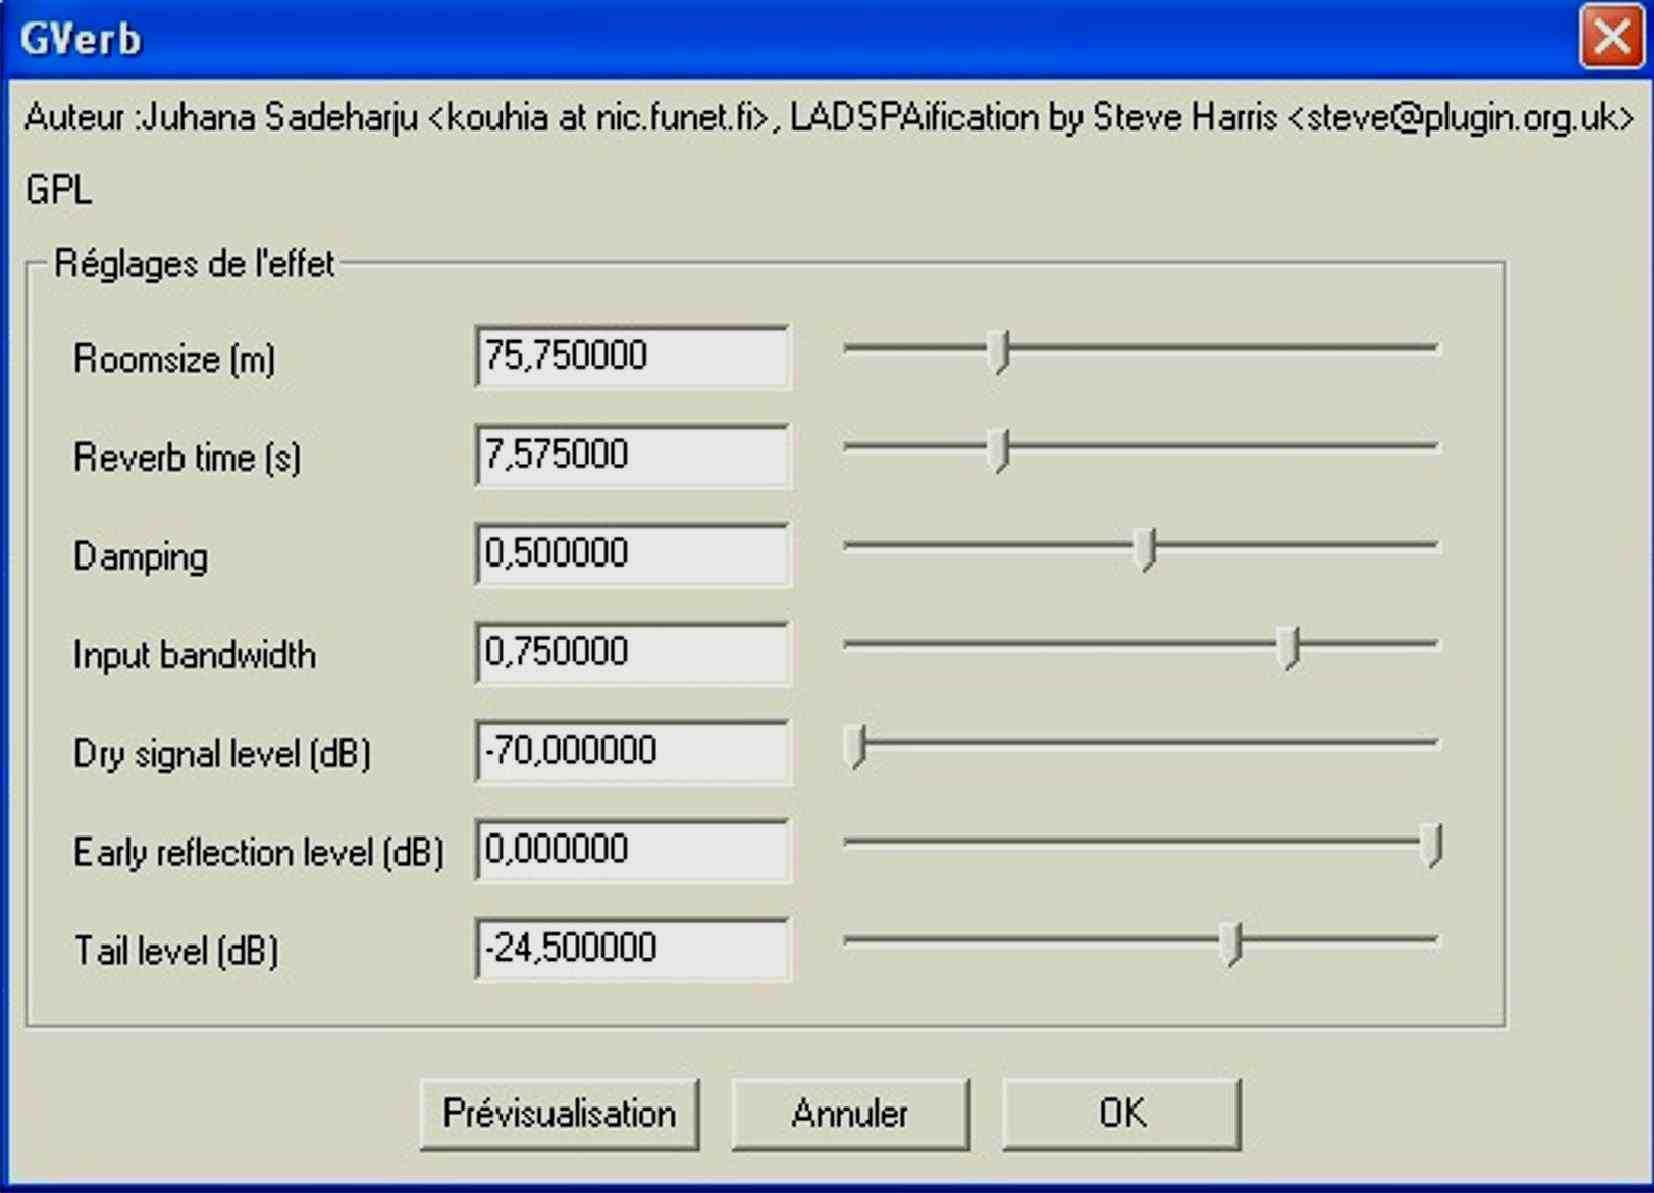 GVerb
Auteur :Juhana Sadeharju <kouhia at nic.funet.fi>, LADSPAification by Steve Harris <steve@plugin.org.uk>
GPL
Réglages de l'effet
Roomsize (m) 75,750000
Reverb time (s) 7,575000
Damping 0,500000
Input bandwidth 0,750000
Dry signal level (dB) -70,000000
Early reflection level (dB) 0,000000
Tail level (dB) -24,500000
Prévisualisation Annuler OK